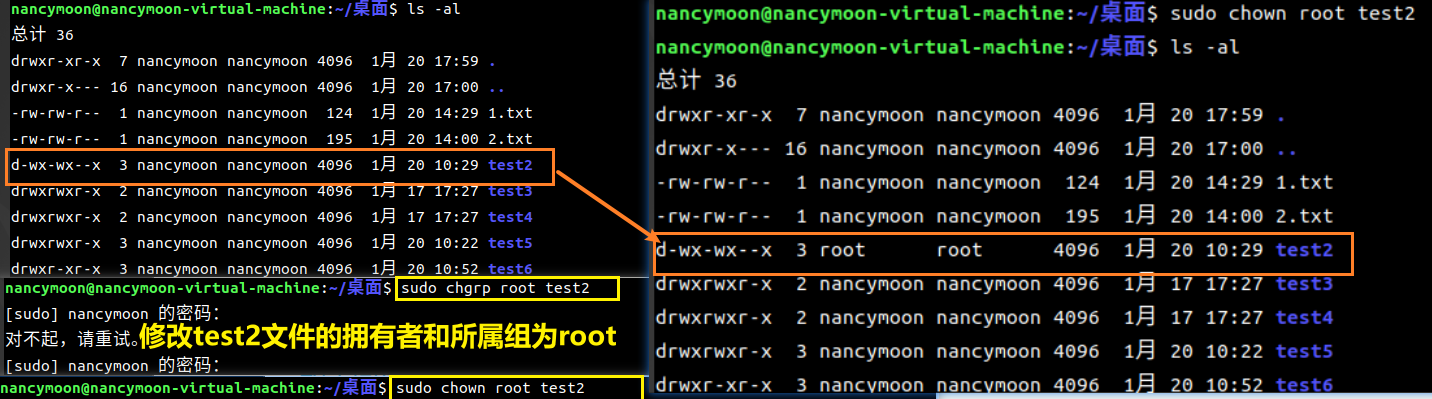 nancymoon@nancymoon-virtual-machine:~/桌面$ ls -al
总计 36
drwxr-xr-x  7 nancymoon nancymoon 4096  1月 20 17:59 .
drwxr-x--- 16 nancymoon nancymoon 4096  1月 20 17:00 ..
-rw-rw-r--  1 nancymoon nancymoon  124  1月 20 14:29 1.txt
-rw-rw-r--  1 nancymoon nancymoon  195  1月 20 14:00 2.txt
d-wx-wx--x  3 nancymoon nancymoon 4096  1月 20 10:29 test2
drwxrwxr-x  2 nancymoon nancymoon 4096  1月 17 17:27 test3
drwxrwxr-x  2 nancymoon nancymoon 4096  1月 17 17:27 test4
drwxrwxr-x  3 nancymoon nancymoon 4096  1月 20 10:22 test5
drwxr-xr-x  3 nancymoon nancymoon 4096  1月 20 10:52 test6
nancymoon@nancymoon-virtual-machine:~/桌面$ sudo chgrp root test2
[sudo] nancymoon 的密码：
对不起，请重试。
修改test2文件的拥有者和所属组为root
[sudo] nancymoon 的密码：
nancymoon@nancymoon-virtual-machine:~/桌面$ sudo chown root test2
nancymoon@nancymoon-virtual-machine:~/桌面$ sudo chown root test2
nancymoon@nancymoon-virtual-machine:~/桌面$ ls -al
总计 36
drwxr-xr-x  7 nancymoon nancymoon 4096  1月 20 17:59 .
drwxr-x--- 16 nancymoon nancymoon 4096  1月 20 17:00 ..
-rw-rw-r--  1 nancymoon nancymoon  124  1月 20 14:29 1.txt
-rw-rw-r--  1 nancymoon nancymoon  195  1月 20 14:00 2.txt
d-wx-wx--x  3 root      root      4096  1月 20 10:29 test2
drwxrwxr-x  2 nancymoon nancymoon 4096  1月 17 17:27 test3
drwxrwxr-x  2 nancymoon nancymoon 4096  1月 17 17:27 test4
drwxrwxr-x  3 nancymoon nancymoon 4096  1月 20 10:22 test5
drwxr-xr-x  3 nancymoon nancymoon 4096  1月 20 10:52 test6